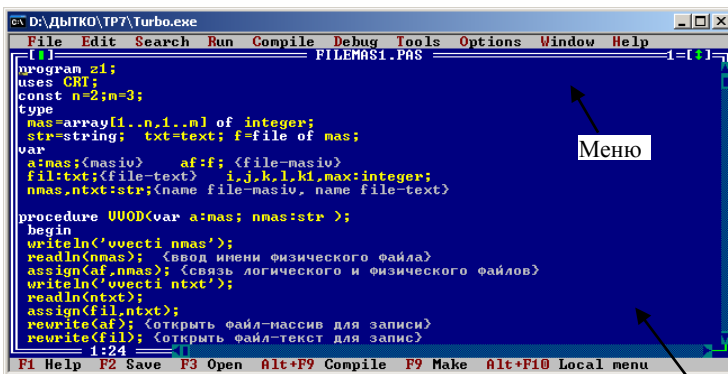 D:\ДЫТКО\TP7\Turbo.exe
File Edit Search Run Compile Debug Tools Options Window Help
FILEMAS1.PAS 1=[↕]
program z1;
uses CRT;
const n=2;m=3;
type
mas=array[1..n,1..m] of integer;
str=string; txt=text; f=file of mas;
var
a:mas;{masiv} af:f; {file-masiv}
fil:txt;{file-text} i,j,k,l,k1,max:integer;
nmas,ntxt:str;{name file-masiv, name file-text}
Меню
procedure VVOD(var a:mas; nmas:str );
begin
writeln('vvecti nmas');
readln(nmas); {ввод имени физического файла}
assign(af,nmas); {связь логического и физического файлов}
writeln('vvecti ntxt');
readln(ntxt);
assign(fil,ntxt);
rewrite(af); {открыть файл-массив для записи}
rewrite(fil); {открыть файл-текст для запис}
1:24
F1 Help F2 Save F3 Open Alt+F9 Compile F9 Make Alt+F10 Local menu